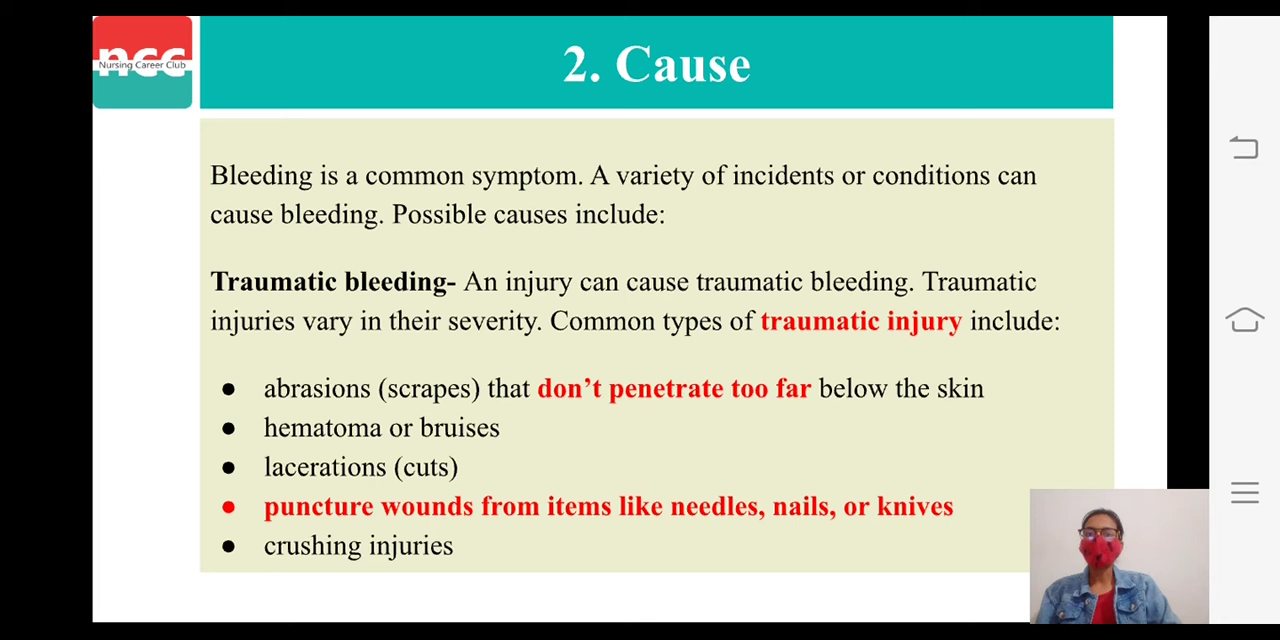 ncc
Nursing Career Club
2. Cause
Bleeding is a common symptom. A variety of incidents or conditions can
cause bleeding. Possible causes include:
Traumatic bleeding- An injury can cause traumatic bleeding. Traumatic
injuries vary in their severity. Common types of traumatic injury include:
● abrasions (scrapes) that don’t penetrate too far below the skin
● hematoma or bruises
● lacerations (cuts)
● puncture wounds from items like needles, nails, or knives
● crushing injuries